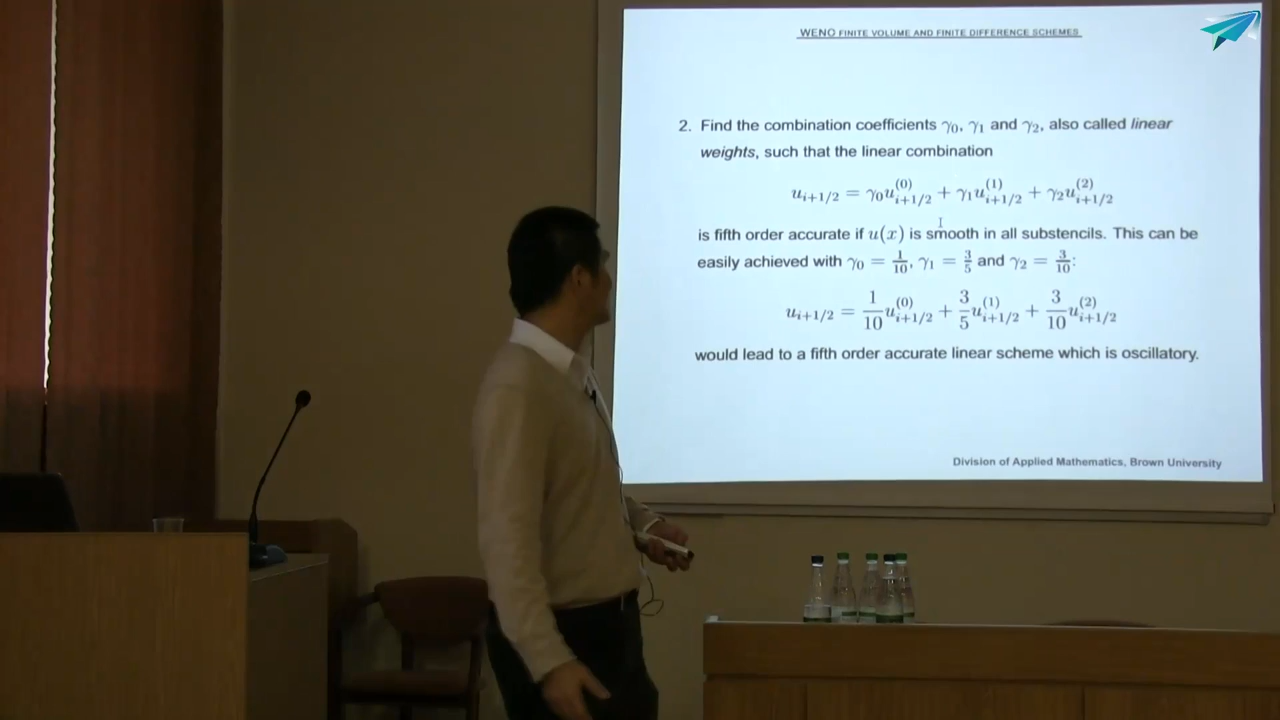 WENO FINITE VOLUME AND FINITE DIFFERENCE SCHEMES
2. Find the combination coefficients γ₀, γ₁ and γ₂, also called linear
weights, such that the linear combination
u_{i+1/2} = γ₀u^{(0)}_{i+1/2} + γ₁u^{(1)}_{i+1/2} + γ₂u^{(2)}_{i+1/2}
is fifth order accurate if u(x) is smooth in all substencils. This can be
easily achieved with γ₀ = 1/10, γ₁ = 3/5 and γ₂ = 3/10:
u_{i+1/2} = 1/10 u^{(0)}_{i+1/2} + 3/5 u^{(1)}_{i+1/2} + 3/10 u^{(2)}_{i+1/2}
would lead to a fifth order accurate linear scheme which is oscillatory.
Division of Applied Mathematics, Brown University